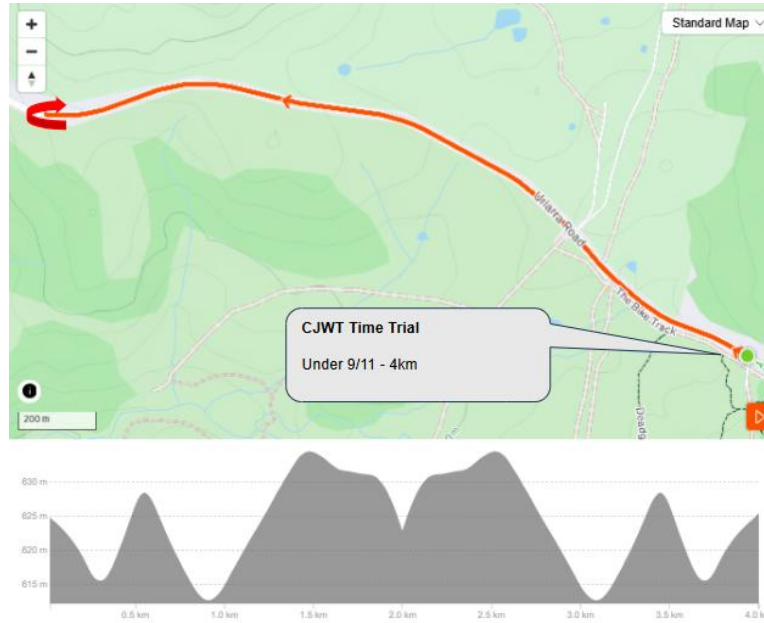 +
Standard Map
−
Uriarra Road
The Bike Track
CJWT Time Trial
Under 9/11 - 4km
i
200 m
Deadg
m
630 m
625 m
620 m
615 m
0.5 km
1.0 km
1.5 km
2.0 km
2.5 km
3.0 km
3.5 km
4.0 k